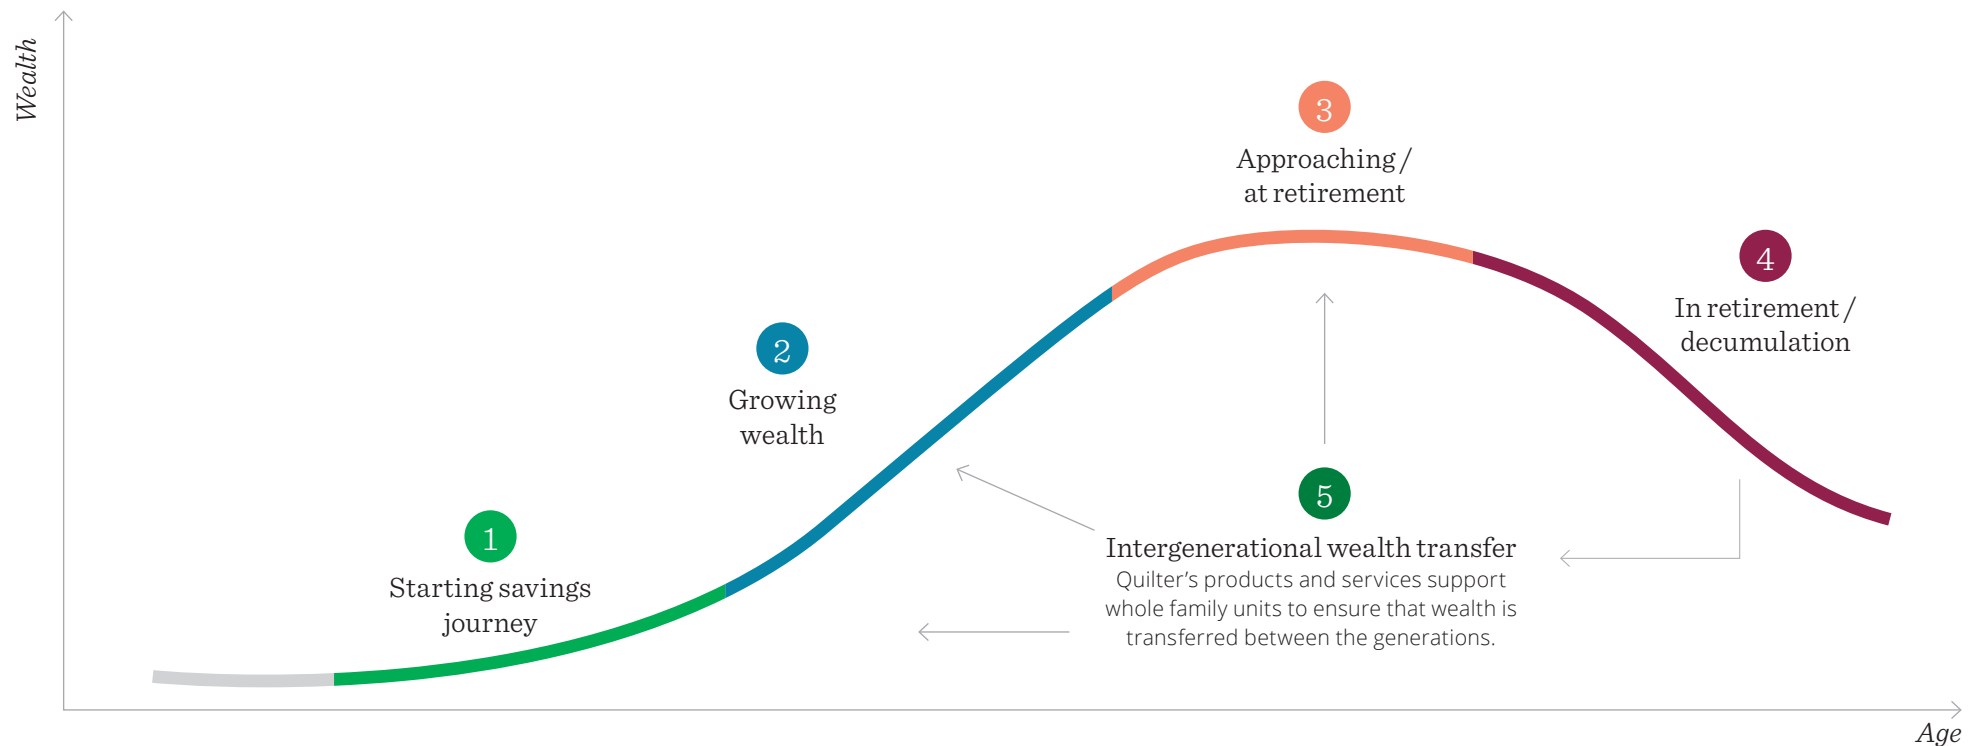 Wealth
3
Approaching /
at retirement
4
In retirement /
decumulation
2
Growing
wealth
5
Intergenerational wealth transfer
Quilter’s products and services support
whole family units to ensure that wealth is
transferred between the generations.
1
Starting savings
journey
Age